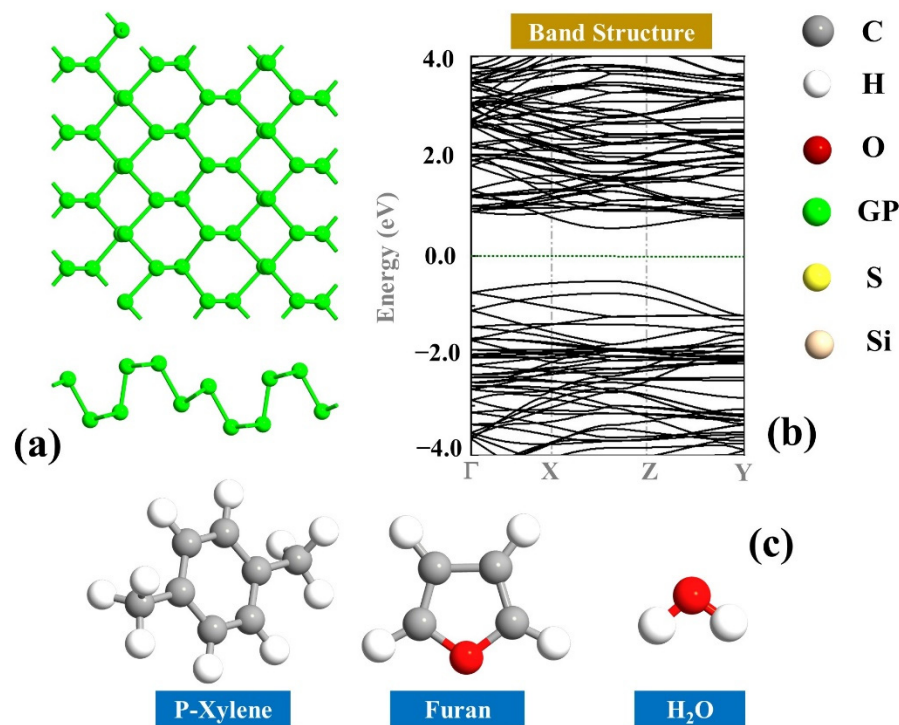 Band Structure
4.0
2.0
0.0
−2.0
−4.0
Energy (eV)
Γ X Z Y
C
H
O
GP
S
Si
(a)
(b)
(c)
P-Xylene
Furan
H₂O